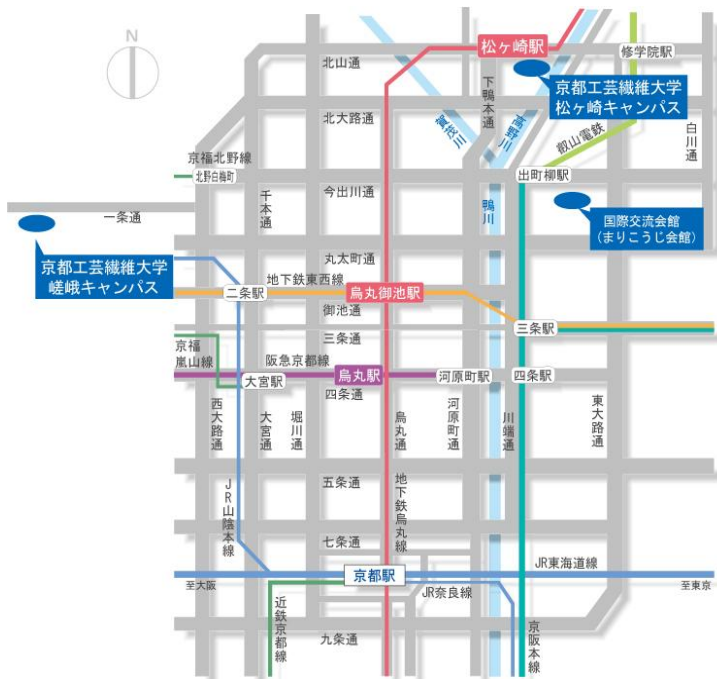 N
松ヶ崎駅
修学院駅
北山通
下鴨本通
京都工芸繊維大学
松ヶ崎キャンパス
北大路通
賀茂川
高野川
叡山電鉄
白川通
京福北野線
北野白梅町
出町柳駅
千本通
今出川通
鴨川
一条通
国際交流会館
(まりこうじ会館)
京都工芸繊維大学
嵯峨キャンパス
丸太町通
地下鉄東西線
二条駅
烏丸御池駅
御池通
三条駅
三条通
京福
嵐山線
阪急京都線
大宮駅
烏丸駅
河原町駅
四条駅
四条通
西大路通
大宮通
堀川通
烏丸通
河原町通
川端通
東大路通
五条通
JR山陰本線
地下鉄烏丸線
七条通
京都駅
JR東海道線
至大阪
至東京
JR奈良線
近鉄京都線
九条通
京阪本線